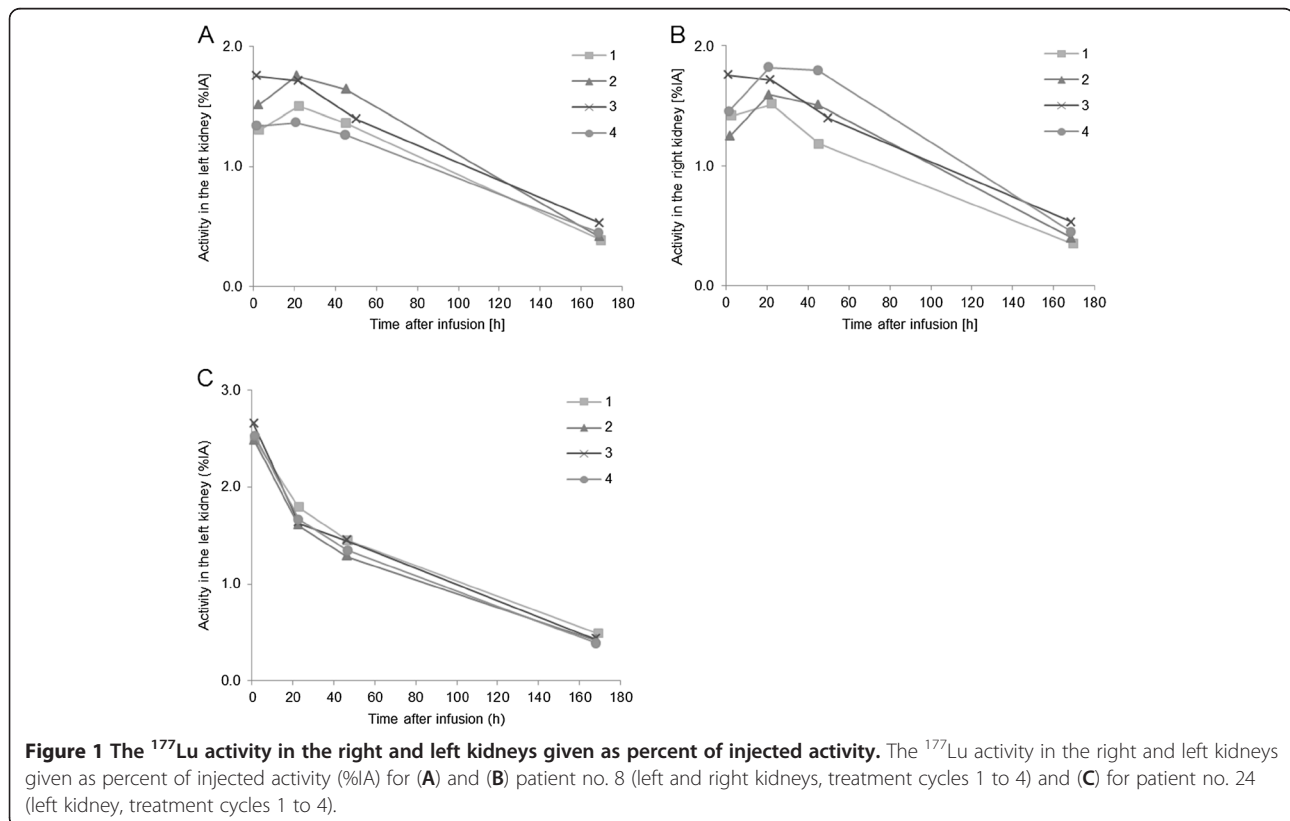 A
2.0
1.0
0.0
0 20 40 60 80 100 120 140 160 180
Activity in the left kidney [%IA]
Time after infusion [h]
1
2
3
4
B
2.0
1.0
0.0
0 20 40 60 80 100 120 140 160 180
Activity in the right kidney [%IA]
Time after infusion [h]
1
2
3
4
C
3.0
2.0
1.0
0.0
0 20 40 60 80 100 120 140 160 180
Activity in the left kidney (%IA)
Time after infusion (h)
1
2
3
4
Figure 1 The ¹⁷⁷Lu activity in the right and left kidneys given as percent of injected activity. The ¹⁷⁷Lu activity in the right and left kidneys
given as percent of injected activity (%IA) for (A) and (B) patient no. 8 (left and right kidneys, treatment cycles 1 to 4) and (C) for patient no. 24
(left kidney, treatment cycles 1 to 4).